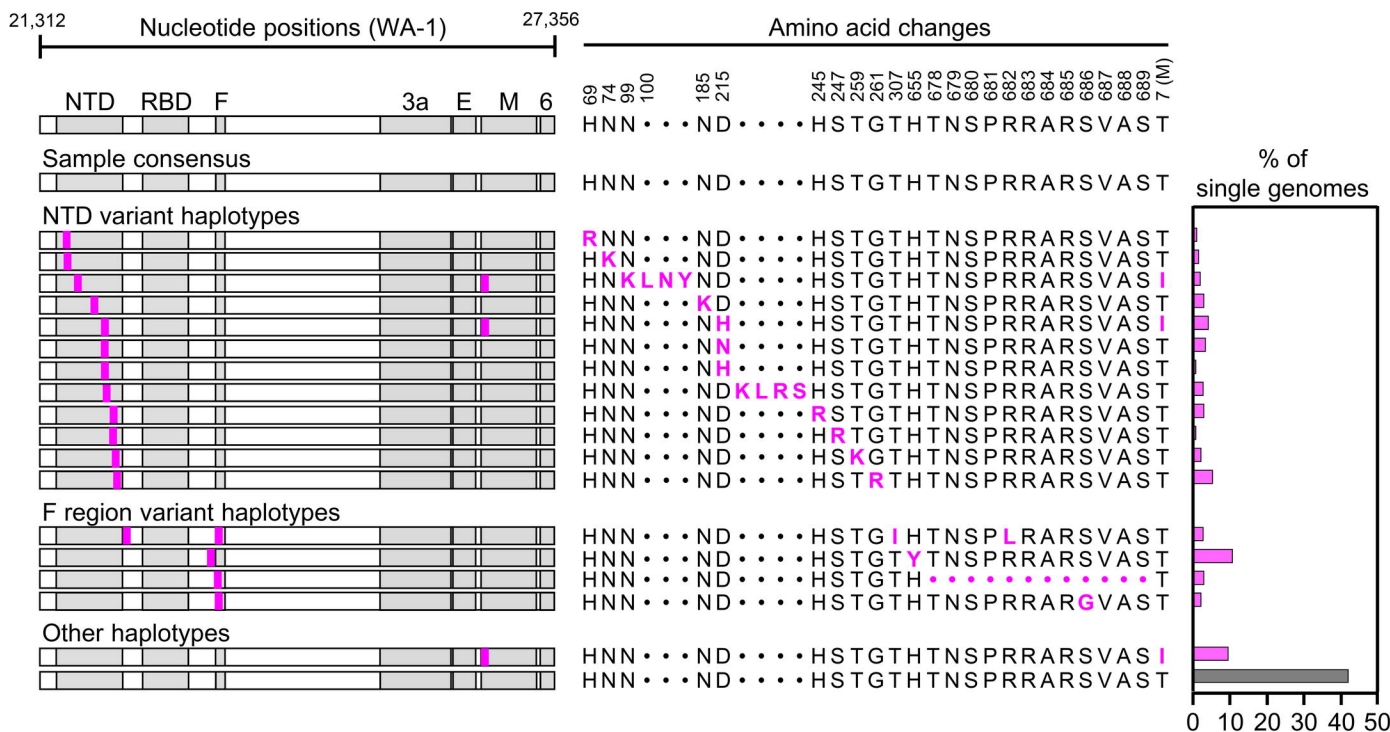 21,312 27,356
Nucleotide positions (WA-1) Amino acid changes
69 74 99 100 185 215 245 247 259 261 307 655 678 679 680 681 682 683 684 685 686 687 688 689 7 (M)
NTD RBD F 3a E M 6
HNN•••ND••••HSTGTHTNSPRRARSVAST
Sample consensus
HNN•••ND••••HSTGTHTNSPRRARSVAST
% of
single genomes
NTD variant haplotypes
RNN•••ND••••HSTGTHTNSPRRARSVAST
HKN•••ND••••HSTGTHTNSPRRARSVAST
HNKLNYND••••HSTGTHTNSPRRARSVASI
HNN•••KD••••HSTGTHTNSPRRARSVAST
HNN•••NH••••HSTGTHTNSPRRARSVASI
HNN•••NN••••HSTGTHTNSPRRARSVAST
HNN•••NH••••HSTGTHTNSPRRARSVAST
HNN•••NDKLRSHSTGTHTNSPRRARSVAST
HNN•••ND••••RSTGTHTNSPRRARSVAST
HNN•••ND••••HRTGTHTNSPRRARSVAST
HNN•••ND••••HSKGTHTNSPRRARSVAST
HNN•••ND••••HSTRTHTNSPRRARSVAST
F region variant haplotypes
HNN•••ND••••HSTGIHTNSPLRARSVAST
HNN•••ND••••HSTGTYTNSPRRARSVAST
HNN•••ND••••HSTGTH••••••••••••T
HNN•••ND••••HSTGTHTNSPRRARGVAST
Other haplotypes
HNN•••ND••••HSTGTHTNSPRRARSVASI
HNN•••ND••••HSTGTHTNSPRRARSVAST
0 10 20 30 40 50